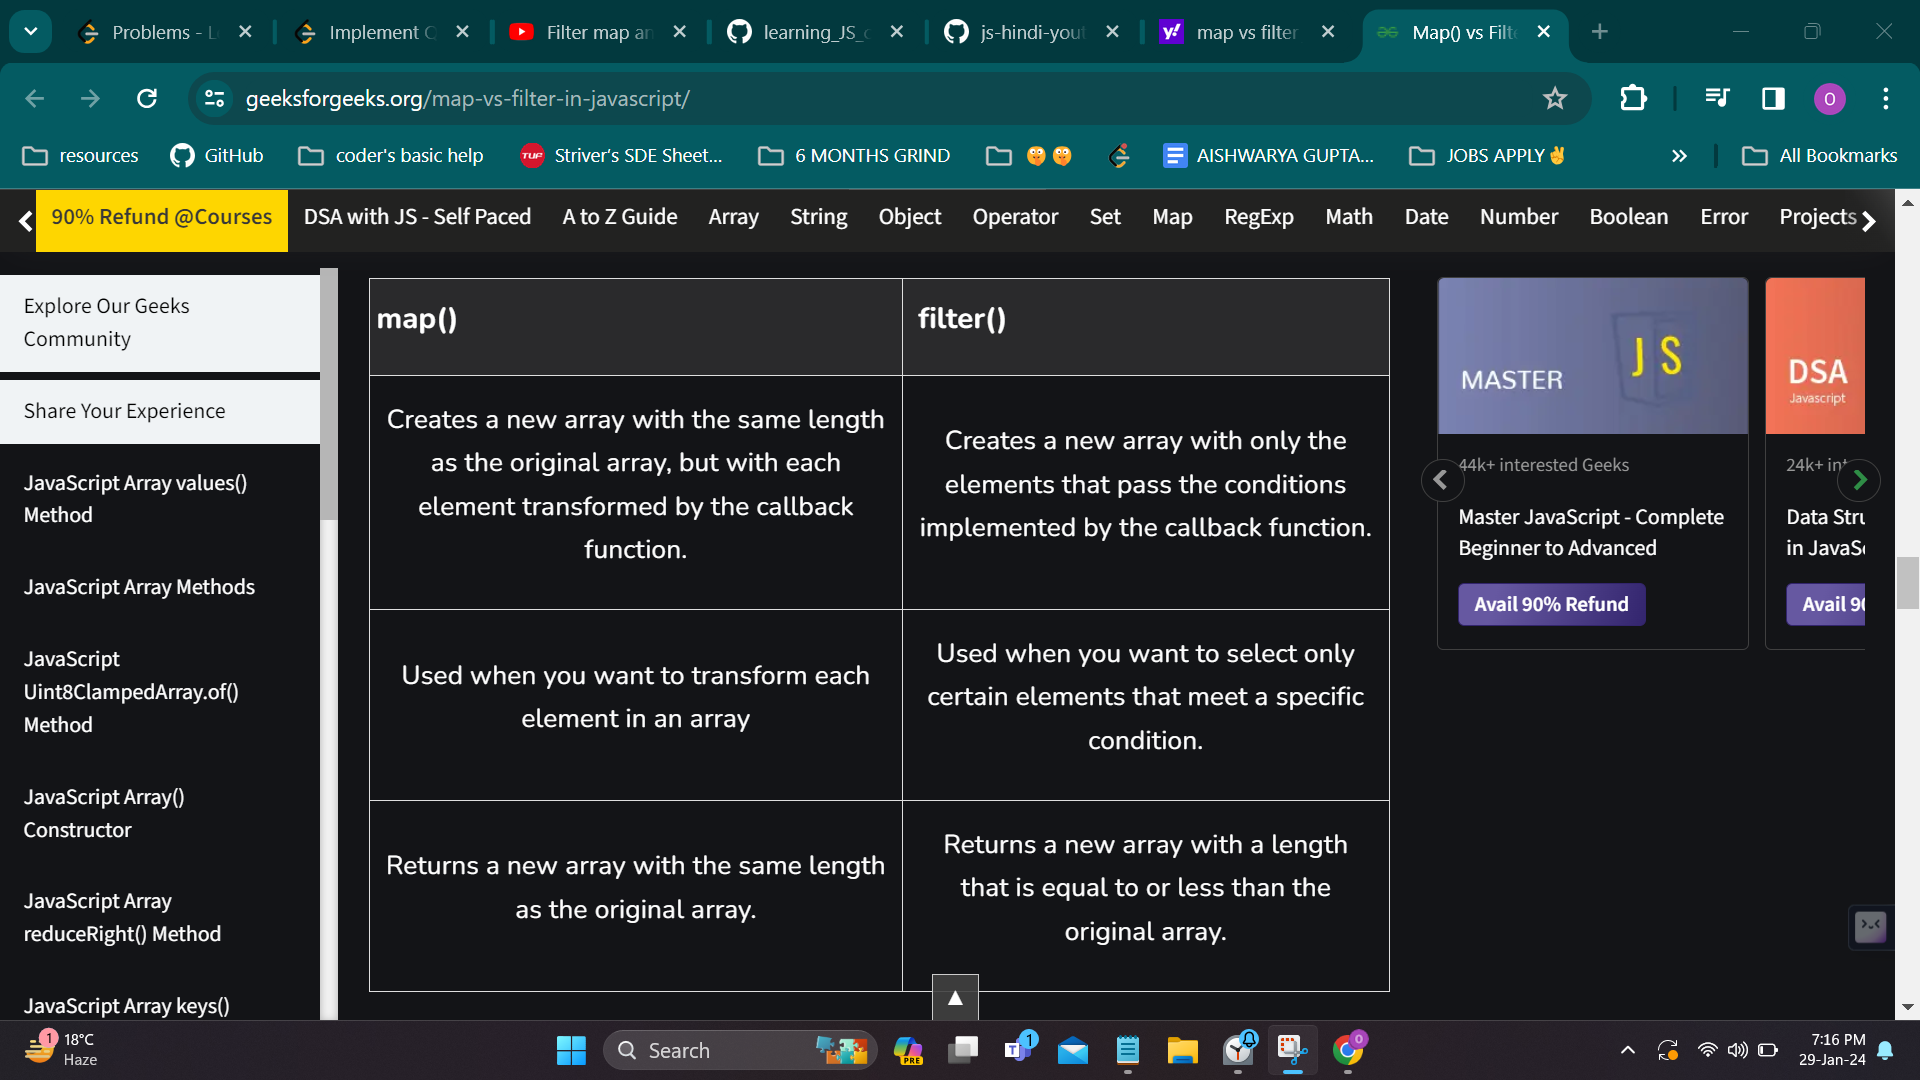 Problems - L
Implement Q
Filter map an
learning_JS_c
js-hindi-yout
map vs filter
Map() vs Filt
geeksforgeeks.org/map-vs-filter-in-javascript/
O
resources
GitHub
coder's basic help
TUF
Striver's SDE Sheet...
6 MONTHS GRIND
AISHWARYA GUPTA...
JOBS APPLY✌
All Bookmarks
90% Refund @Courses
DSA with JS - Self Paced
A to Z Guide
Array
String
Object
Operator
Set
Map
RegExp
Math
Date
Number
Boolean
Error
Projects
Explore Our Geeks
Community
Share Your Experience
JavaScript Array values()
Method
JavaScript Array Methods
JavaScript
Uint8ClampedArray.of()
Method
JavaScript Array()
Constructor
JavaScript Array
reduceRight() Method
JavaScript Array keys()
map()
filter()
Creates a new array with the same length
as the original array, but with each
element transformed by the callback
function.
Creates a new array with only the
elements that pass the conditions
implemented by the callback function.
Used when you want to transform each
element in an array
Used when you want to select only
certain elements that meet a specific
condition.
Returns a new array with the same length
as the original array.
Returns a new array with a length
that is equal to or less than the
original array.
MASTER JS
44k+ interested Geeks
Master JavaScript - Complete
Beginner to Advanced
Avail 90% Refund
DSA
Javascript
24k+ int
Data Stru
in JavaSc
Avail 90
1
18°C
Haze
Search
PRE
1
0
7:16 PM
29-Jan-24